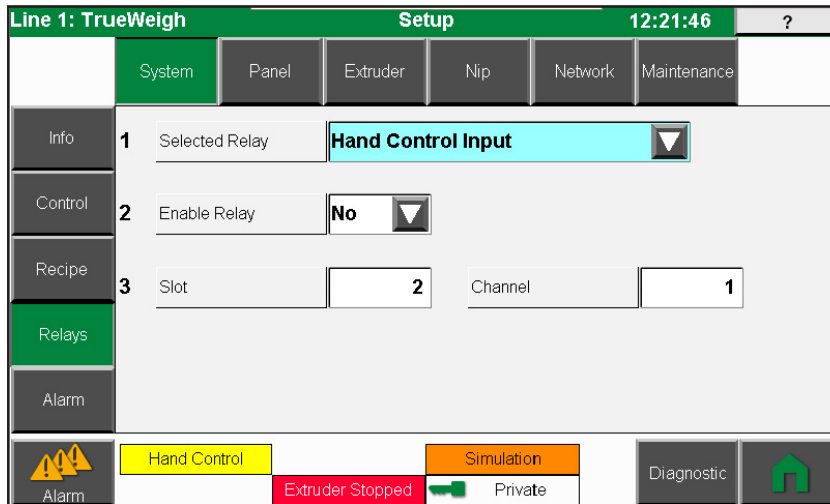 Line 1: TrueWeigh Setup 12:21:46 ?
System Panel Extruder Nip Network Maintenance
Info
1 Selected Relay Hand Control Input
Control
2 Enable Relay No
Recipe
3 Slot 2 Channel 1
Relays
Alarm
Hand Control Simulation
Diagnostic
Alarm Extruder Stopped Private